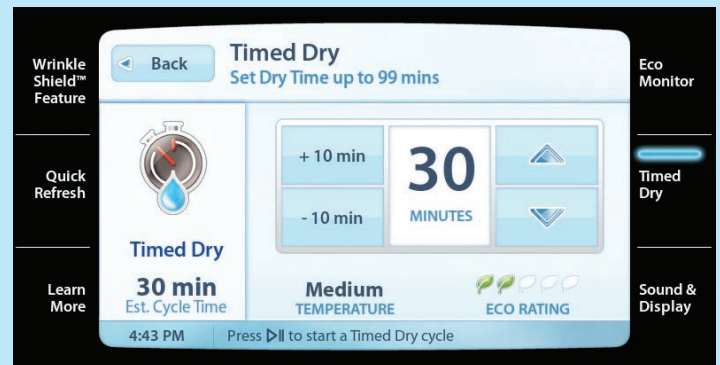 Wrinkle
Shield™
Feature
Quick
Refresh
Learn
More
Back
Timed Dry
Set Dry Time up to 99 mins
Timed Dry
30 min
Est. Cycle Time
+ 10 min
- 10 min
30
MINUTES
Medium
TEMPERATURE
ECO RATING
4:43 PM
Press ▷II to start a Timed Dry cycle
Eco
Monitor
Timed
Dry
Sound &
Display